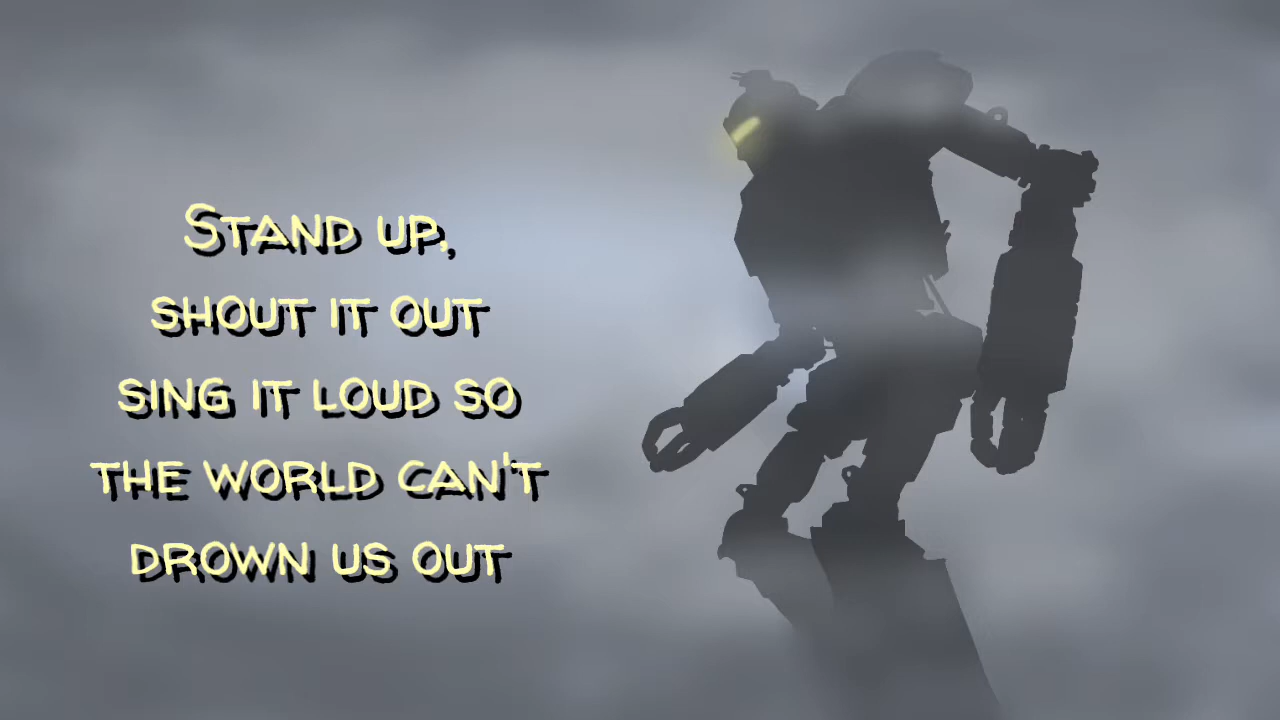 Stand up,
shout it out
sing it loud so
the world can't
drown us out